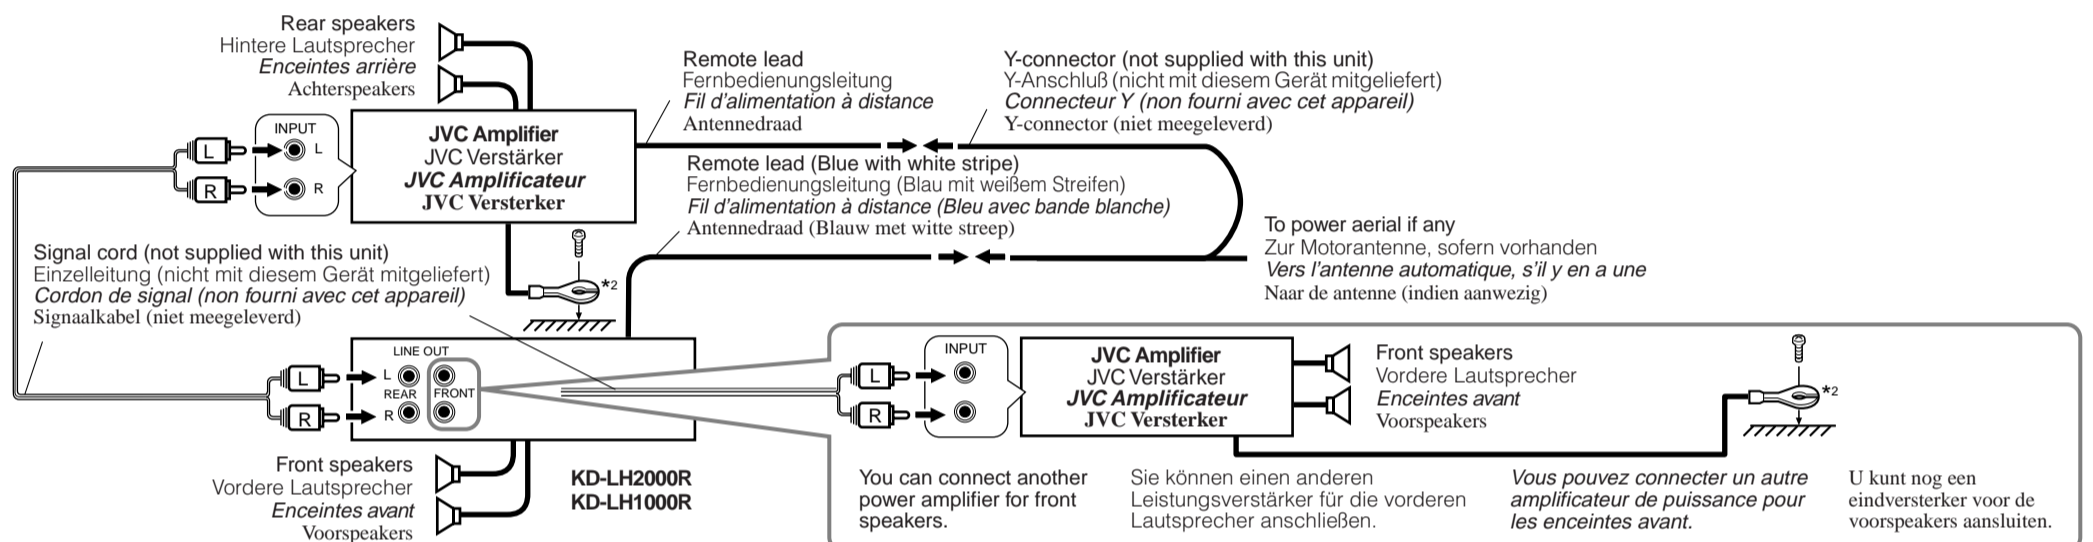 Rear speakers
Hintere Lautsprecher
Enceintes arrière
Achterspeakers
INPUT
L
R
L
R
JVC Amplifier
JVC Verstärker
JVC Amplificateur
JVC Versterker
Remote lead
Fernbedienungsleitung
Fil d'alimentation à distance
Antennedraad
Y-connector (not supplied with this unit)
Y-Anschluß (nicht mit diesem Gerät mitgeliefert)
Connecteur Y (non fourni avec cet appareil)
Y-connector (niet meegeleverd)
Remote lead (Blue with white stripe)
Fernbedienungsleitung (Blau mit weißem Streifen)
Fil d'alimentation à distance (Bleu avec bande blanche)
Antennedraad (Blauw met witte streep)
To power aerial if any
Zur Motorantenne, sofern vorhanden
Vers l'antenne automatique, s'il y en a une
Naar de antenne (indien aanwezig)
*2
Signal cord (not supplied with this unit)
Einzelleitung (nicht mit diesem Gerät mitgeliefert)
Cordon de signal (non fourni avec cet appareil)
Signaalkabel (niet meegeleverd)
L
R
LINE OUT
L
REAR FRONT
R
Front speakers
Vordere Lautsprecher
Enceintes avant
Voorspeakers
KD-LH2000R
KD-LH1000R
L
R
INPUT
JVC Amplifier
JVC Verstärker
JVC Amplificateur
JVC Versterker
Front speakers
Vordere Lautsprecher
Enceintes avant
Voorspeakers
*2
You can connect another
power amplifier for front
speakers.
Sie können einen anderen
Leistungsverstärker für die vorderen
Lautsprecher anschließen.
Vous pouvez connecter un autre
amplificateur de puissance pour
les enceintes avant.
U kunt nog een
eindversterker voor de
voorspeakers aansluiten.